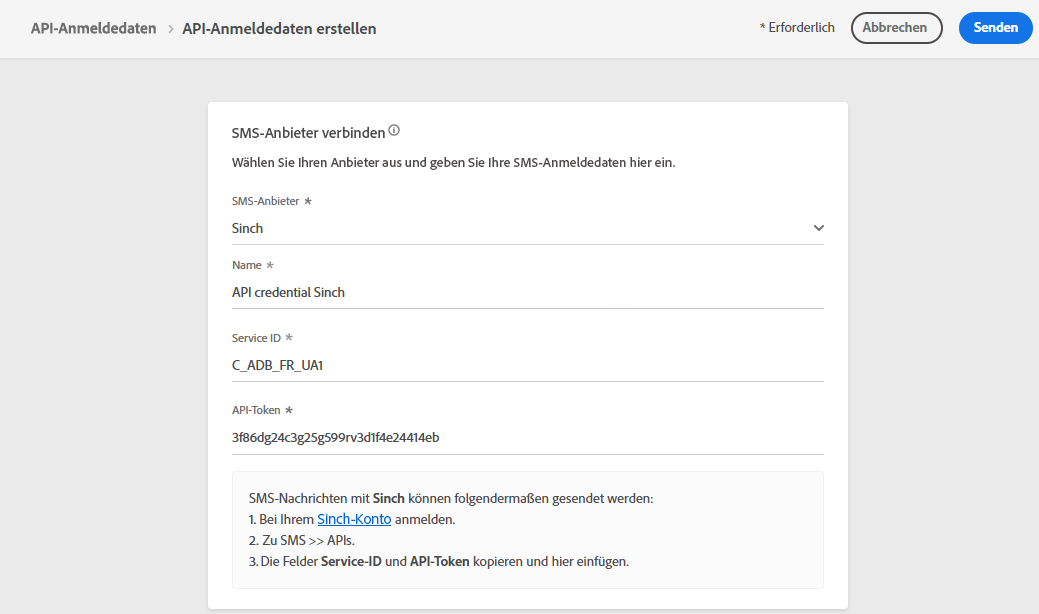 API-Anmeldedaten > API-Anmeldedaten erstellen
* Erforderlich
Abbrechen
Senden
SMS-Anbieter verbinden
Wählen Sie Ihren Anbieter aus und geben Sie Ihre SMS-Anmeldedaten hier ein.
SMS-Anbieter *
Sinch
Name *
API credential Sinch
Service ID *
C_ADB_FR_UA1
API-Token *
3f86dg24c3g25g599rv3d1f4e24414eb
SMS-Nachrichten mit Sinch können folgendermaßen gesendet werden:
1. Bei Ihrem Sinch-Konto anmelden.
2. Zu SMS >> APIs.
3. Die Felder Service-ID und API-Token kopieren und hier einfügen.